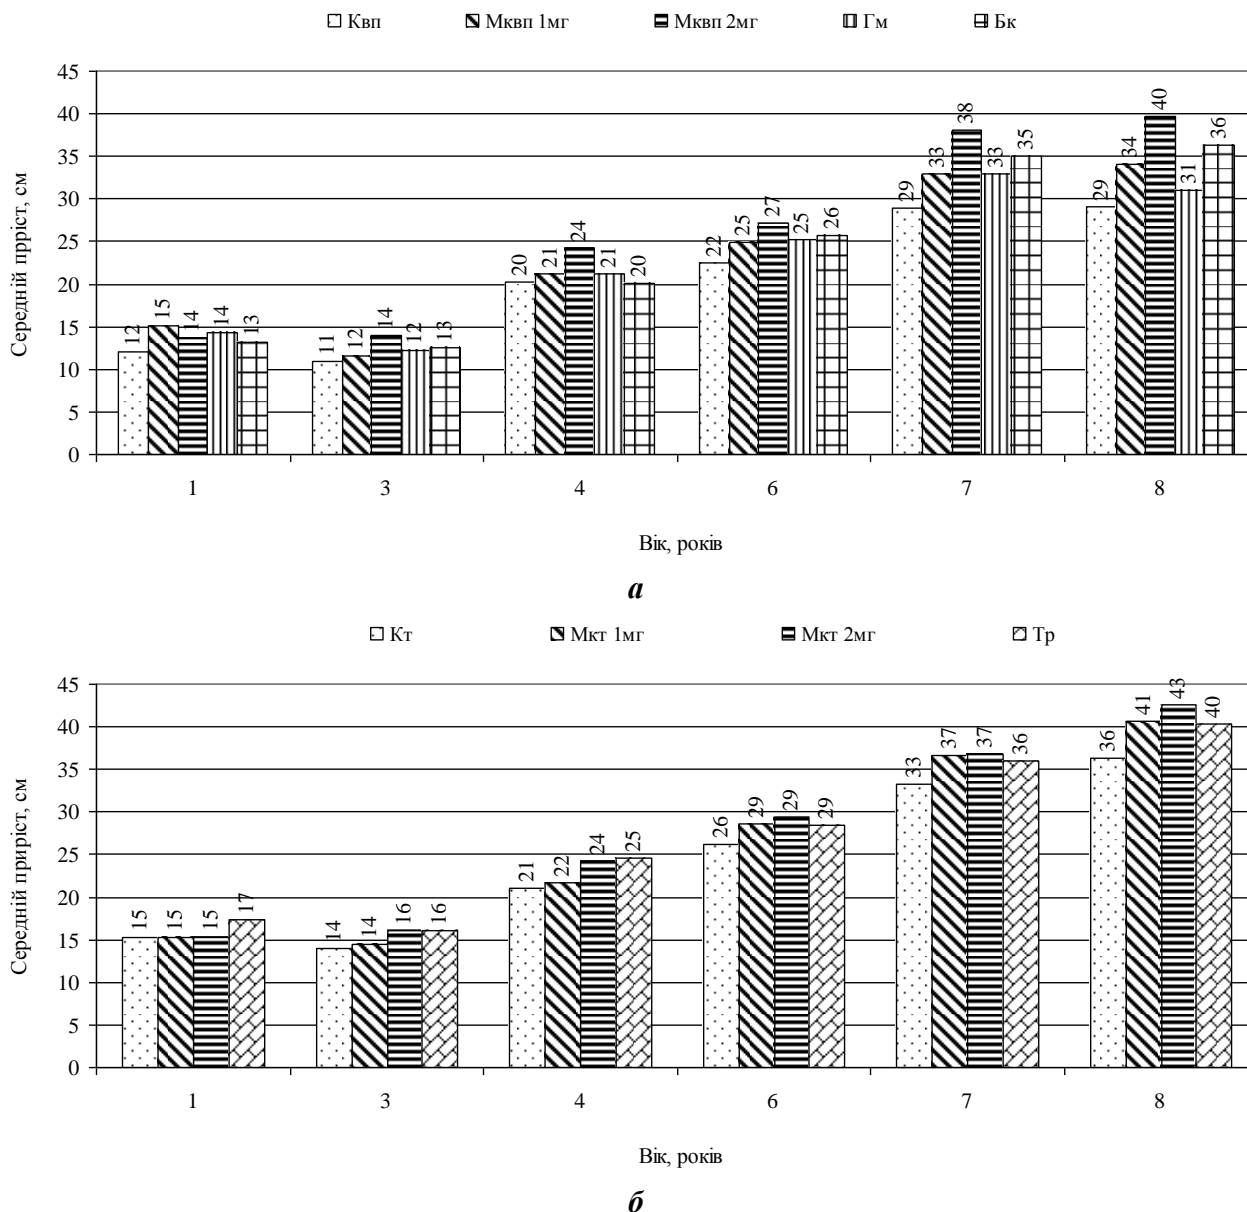 Квп Мквп 1мг Мквп 2мг Гм Бк
45
40
35
30
25
20
15
10
5
0
Середній прріст, см
12 15 14 14 13
11 12 14 12 13
20 21 24 21 20
22 25 27 25 26
29 33 38 33 35
29 34 40 31 36
1 3 4 6 7 8
Вік, років
а
Кт Мкт 1мг Мкт 2мг Тр
45
40
35
30
25
20
15
10
5
0
Середній приріст, см
15 15 15 17
14 14 16 16
21 22 24 25
26 29 29 29
33 37 37 36
36 41 43 40
1 3 4 6 7 8
Вік, років
б